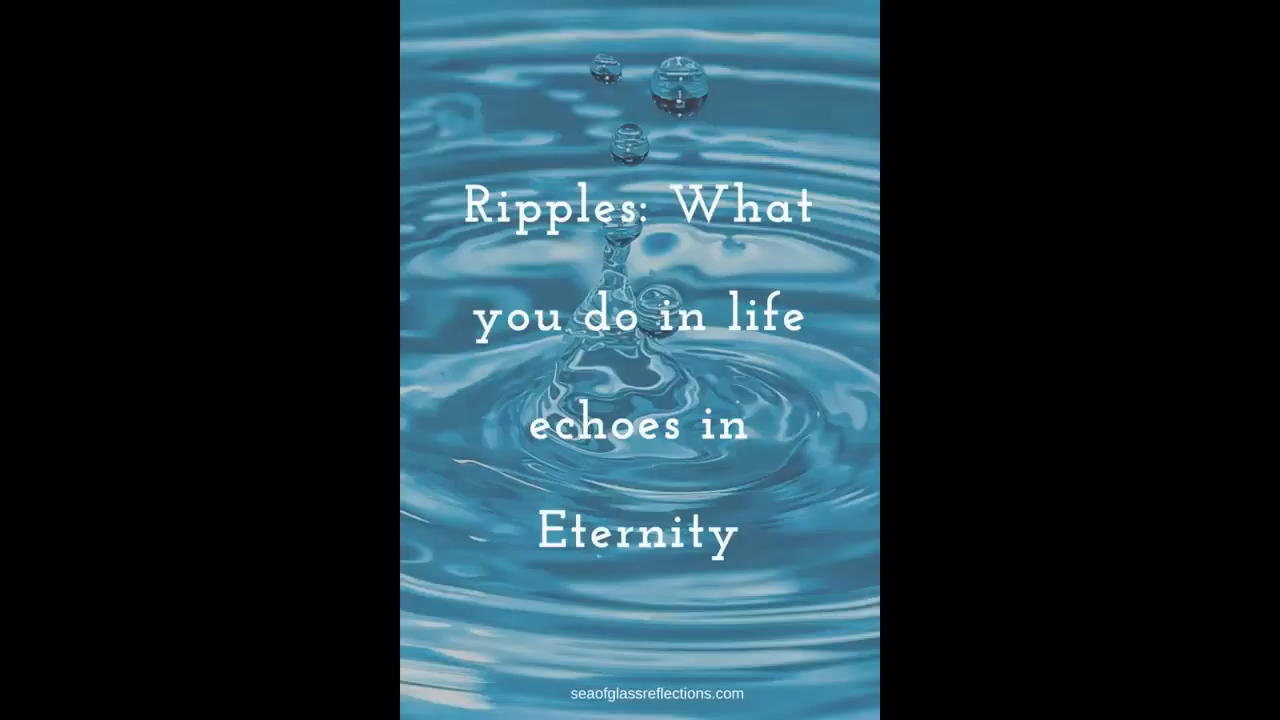 Ripples: What
you do in life
echoes in
Eternity
seaofglassreflections.com